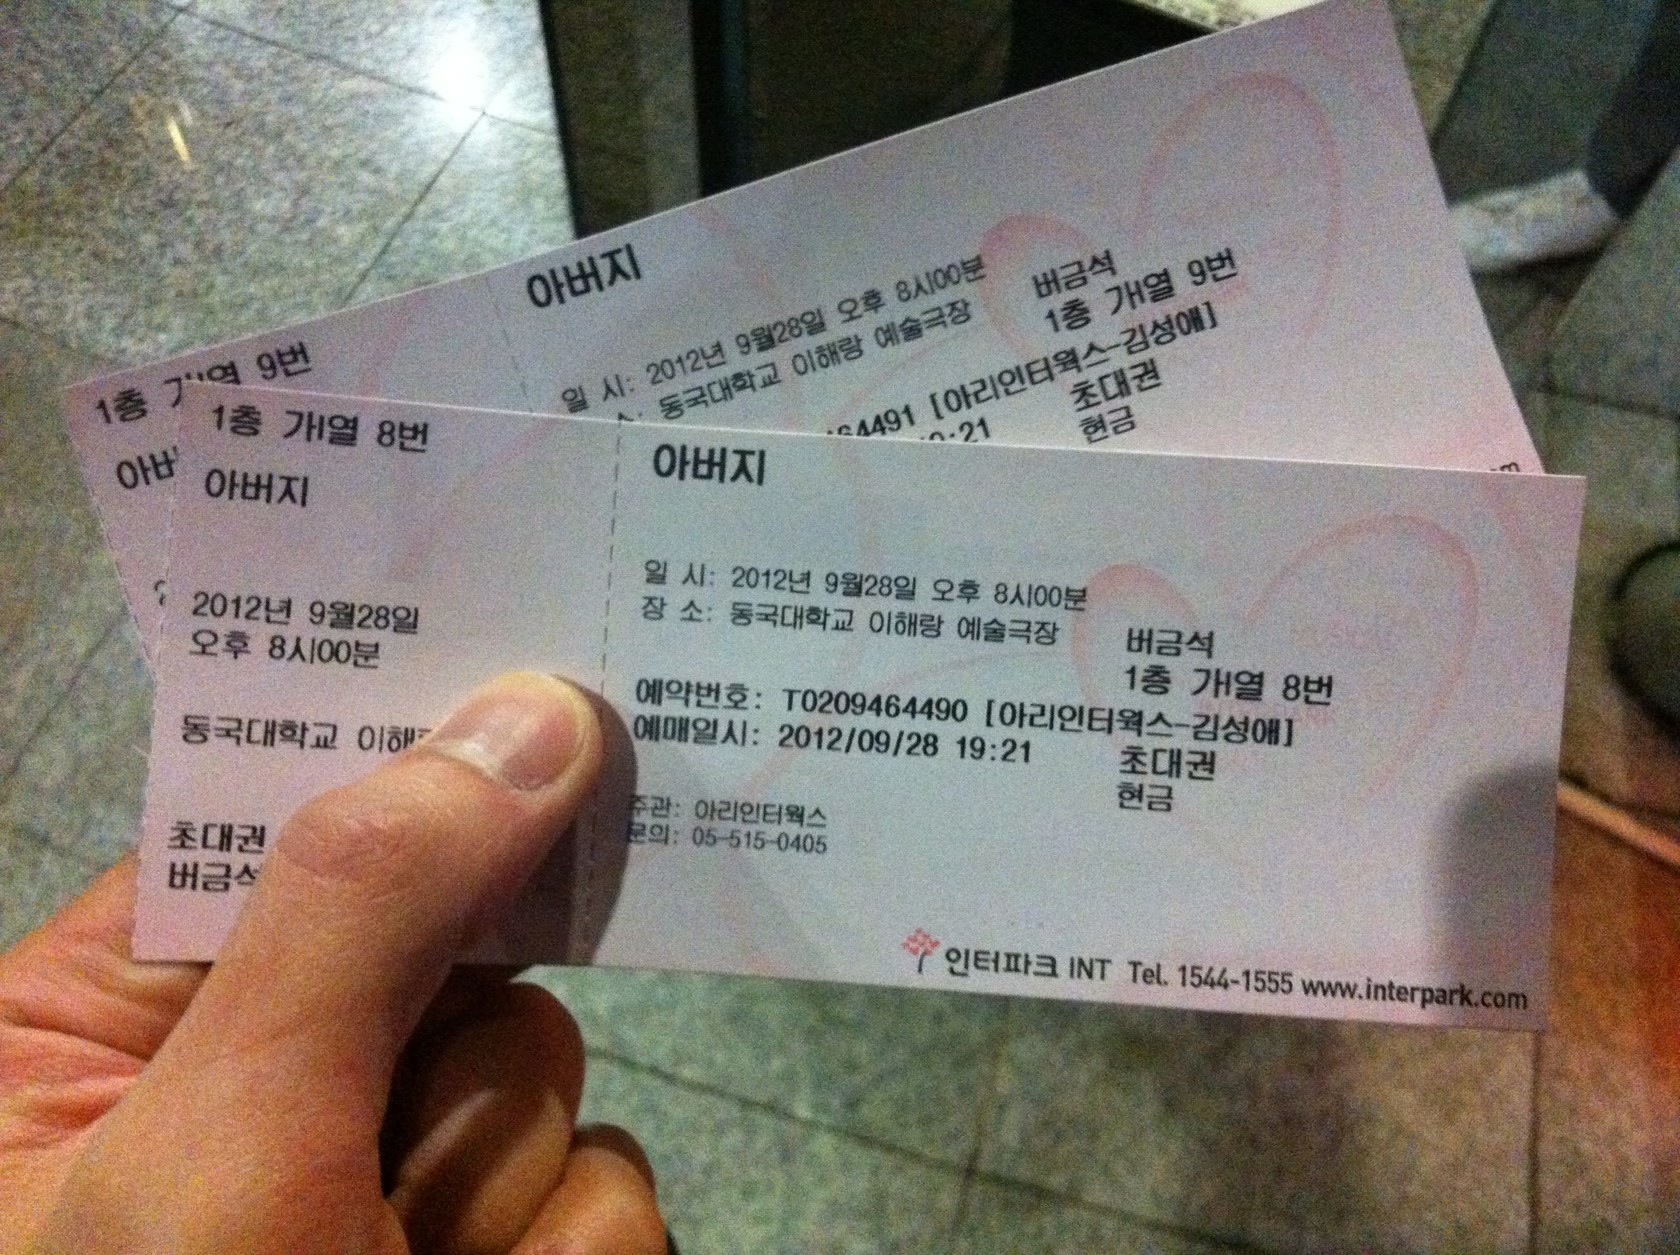 아버지
버금석
1층 가I열 9번
일 시: 2012년 9월28일 오후 8시00분
동국대학교 이해랑 예술극장
64491 [아리인터웍스-김성애]
:21
초대권
현금
1층 가I열 9번
아버
1층 가I열 8번
아버지
2012년 9월28일
오후 8시00분
동국대학교 이해
초대권
버금석
아버지
일 시: 2012년 9월28일 오후 8시00분
장 소: 동국대학교 이해랑 예술극장
버금석
1층 가I열 8번
예약번호: T0209464490 [아리인터웍스-김성애]
예매일시: 2012/09/28 19:21
초대권
현금
주관: 아리인터웍스
문의: 05-515-0405
인터파크 INT Tel. 1544-1555 www.interpark.com